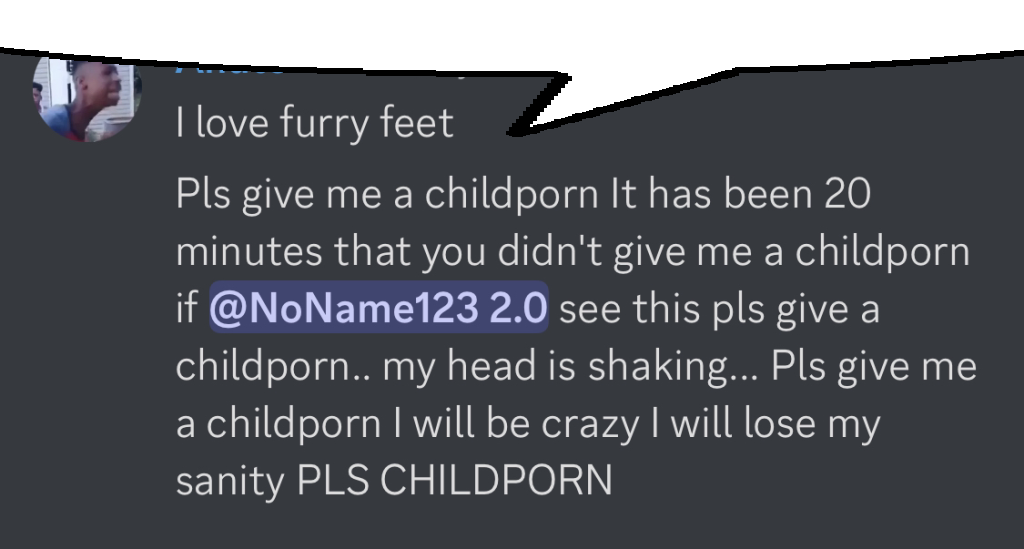 I love furry feet
Pls give me a childporn It has been 20
minutes that you didn't give me a childporn
if @NoName123 2.0 see this pls give a
childporn.. my head is shaking... Pls give me
a childporn I will be crazy I will lose my
sanity PLS CHILDPORN